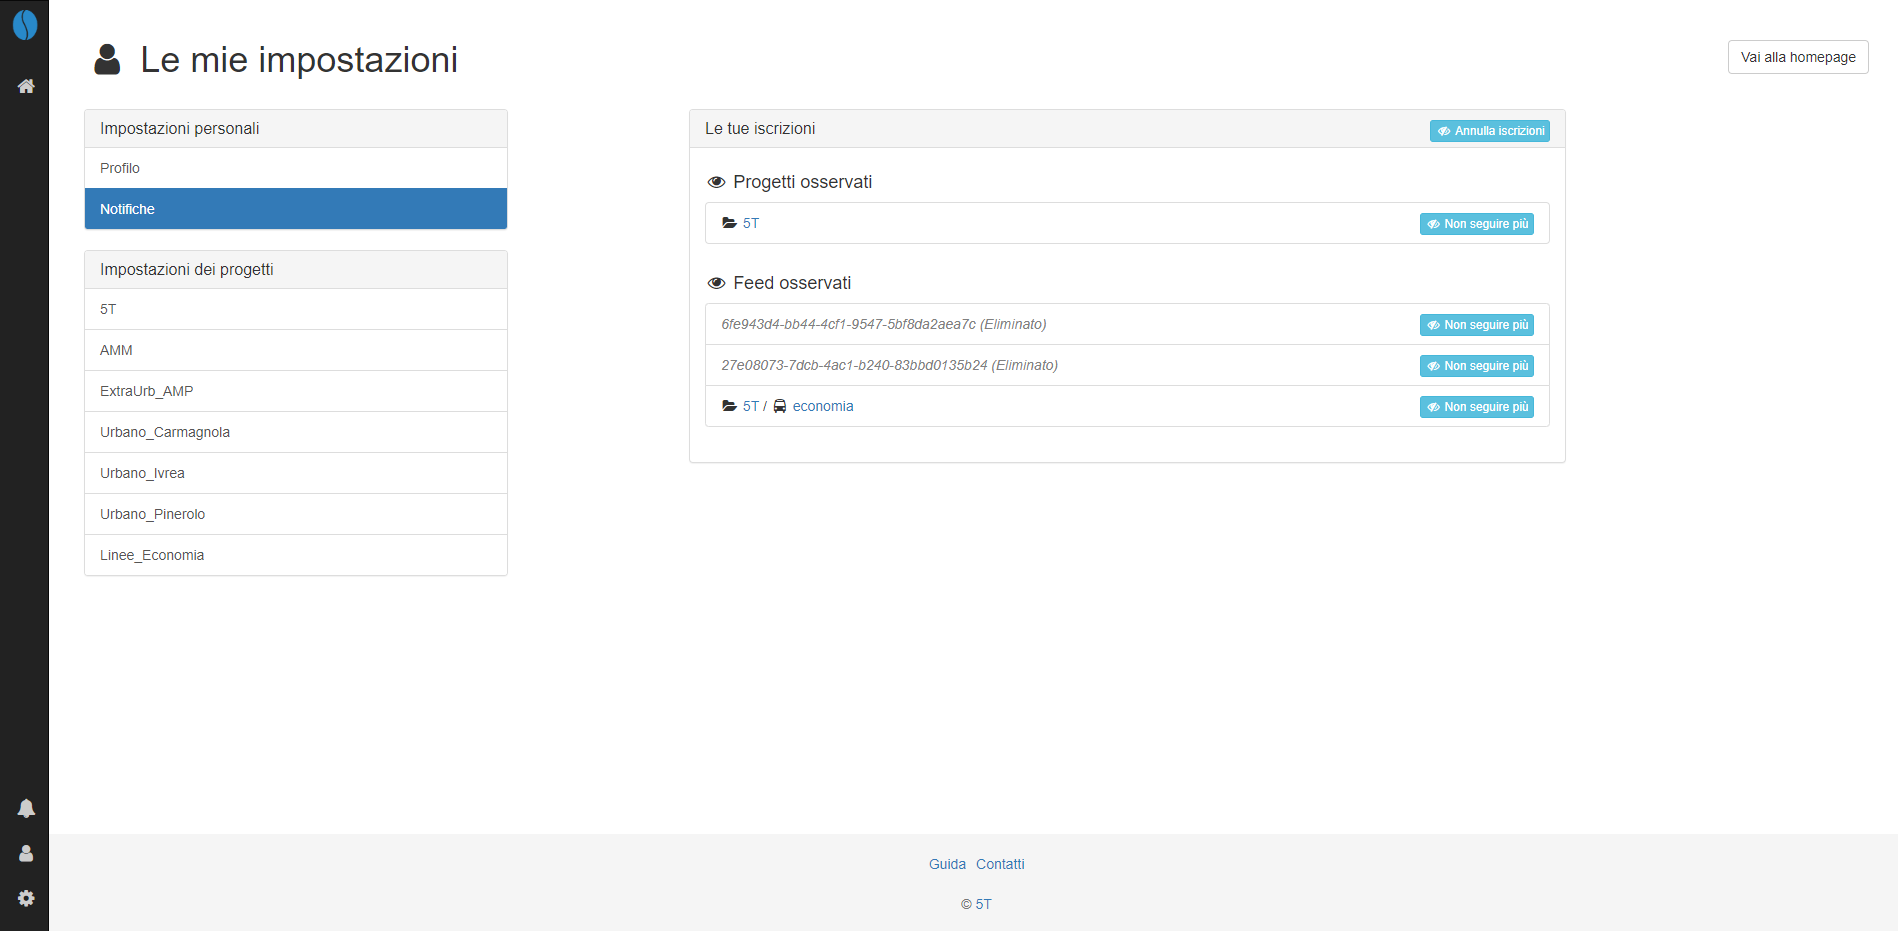 Le mie impostazioni
Vai alla homepage
Impostazioni personali
Profilo
Notifiche
Impostazioni dei progetti
5T
AMM
ExtraUrb_AMP
Urbano_Carmagnola
Urbano_Ivrea
Urbano_Pinerolo
Linee_Economia
Le tue iscrizioni
Annulla iscrizioni
Progetti osservati
5T
Non seguire più
Feed osservati
6fe943d4-bb44-4cf1-9547-5bf8da2aea7c (Eliminato)
Non seguire più
27e08073-7dcb-4ac1-b240-83bbd0135b24 (Eliminato)
Non seguire più
5T / economia
Non seguire più
Guida Contatti
© 5T